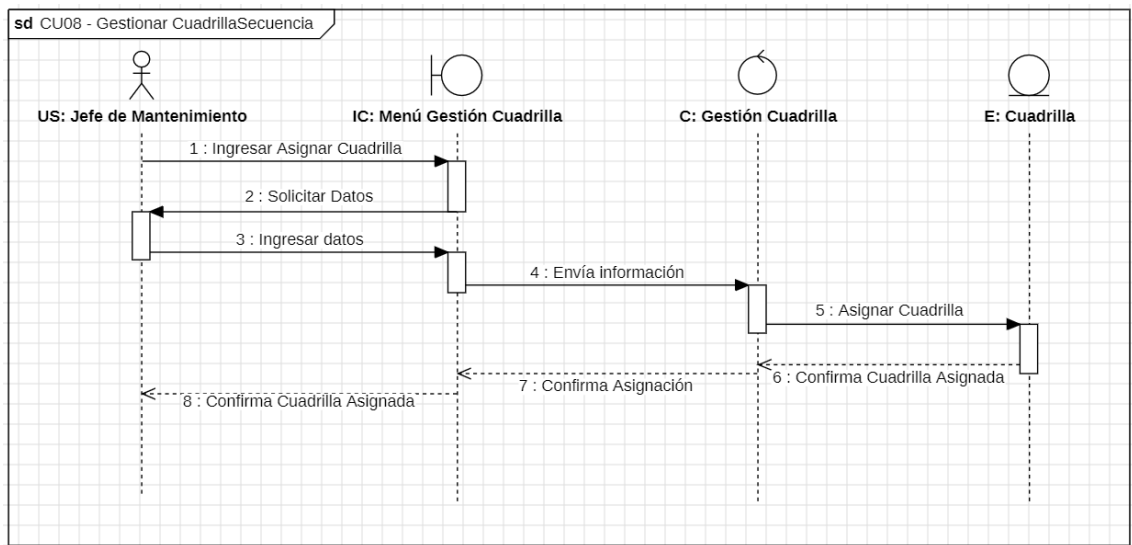 sd CU08 - Gestionar CuadrillaSecuencia
US: Jefe de Mantenimiento
IC: Menú Gestión Cuadrilla
C: Gestión Cuadrilla
E: Cuadrilla
1 : Ingresar Asignar Cuadrilla
2 : Solicitar Datos
3 : Ingresar datos
4 : Envía información
5 : Asignar Cuadrilla
6 : Confirma Cuadrilla Asignada
7 : Confirma Asignación
8 : Confirma Cuadrilla Asignada